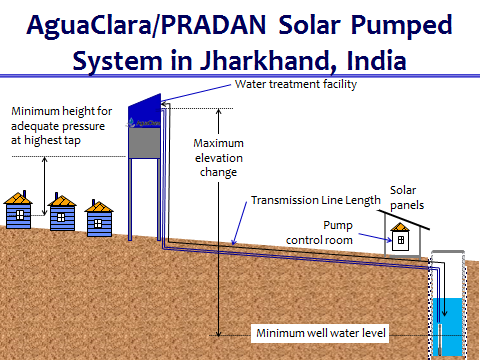 AguaClara/PRADAN Solar Pumped
System in Jharkhand, India
Water treatment facility
Minimum height for
adequate pressure
at highest tap
AguaClara
Maximum
elevation
change
Transmission Line Length
Solar
panels
Pump
control room
Minimum well water level